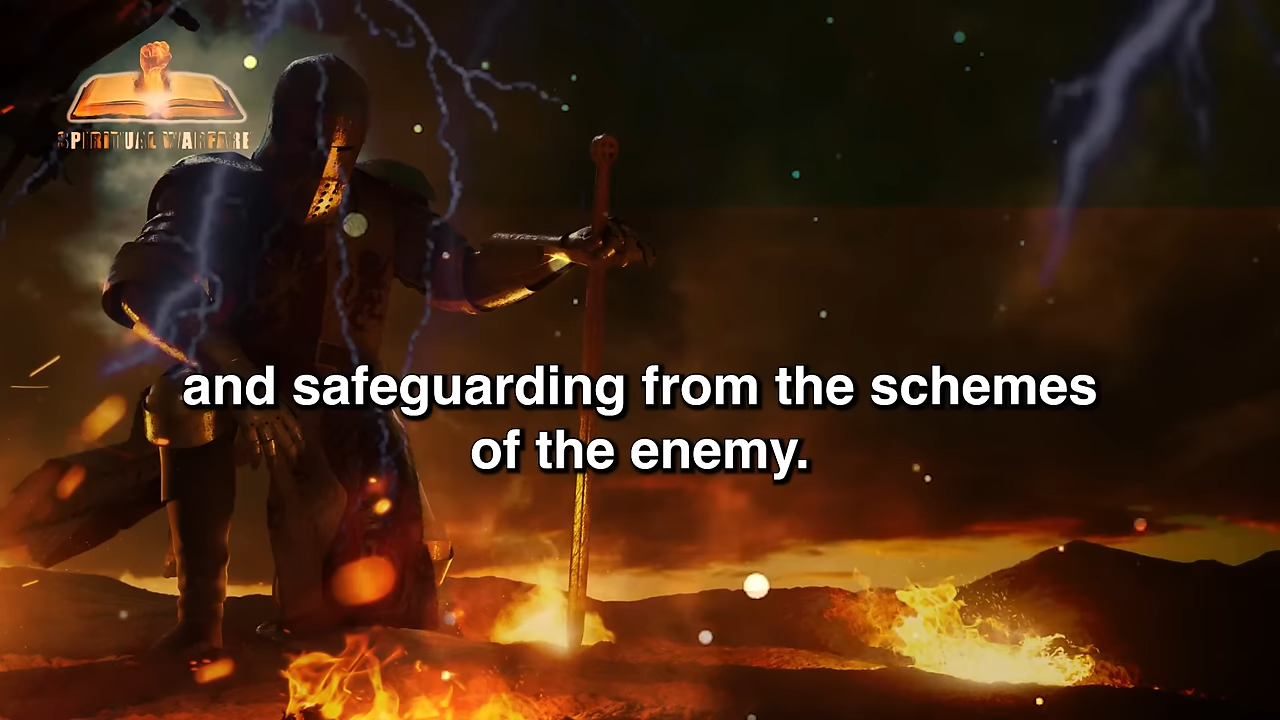 SPIRITUAL WARFARE
and safeguarding from the schemes
of the enemy.